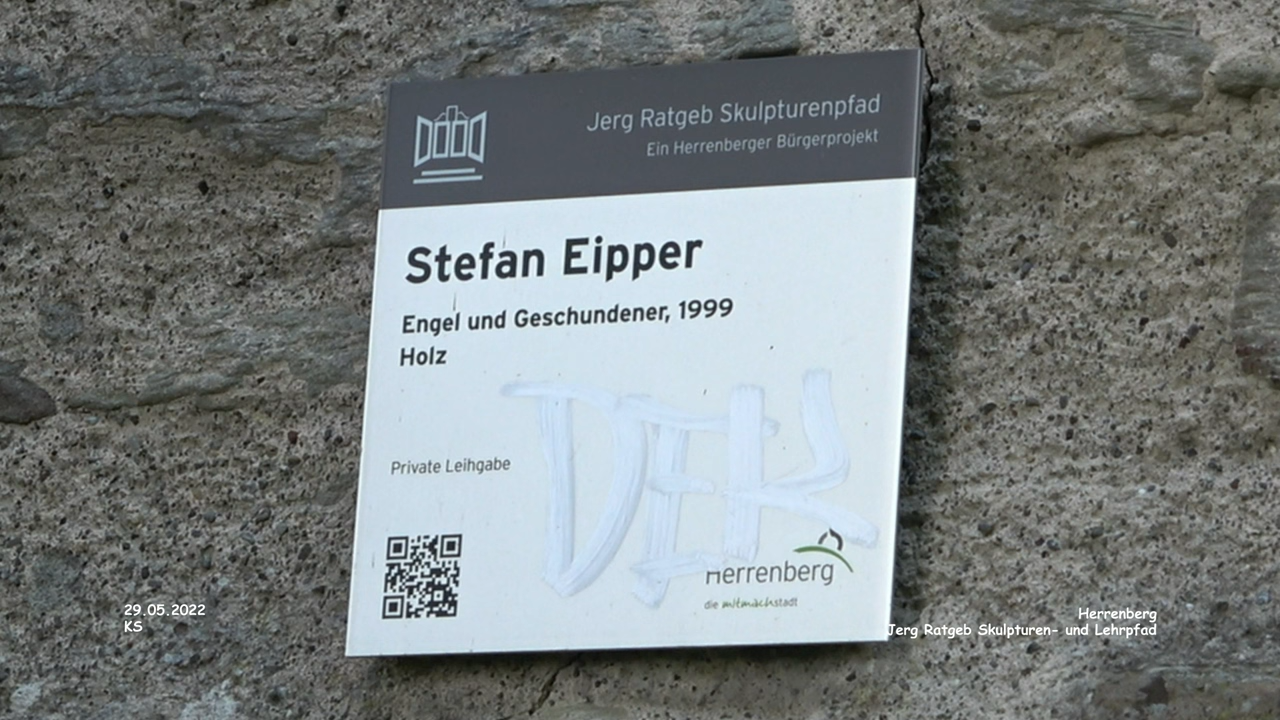 Jerg Ratgeb Skulpturenpfad
Ein Herrenberger Bürgerprojekt
Stefan Eipper
Engel und Geschundener, 1999
Holz
DEK
Private Leihgabe
Herrenberg
die mitmachstadt
29.05.2022
KS
Herrenberg
Jerg Ratgeb Skulpturen- und Lehrpfad